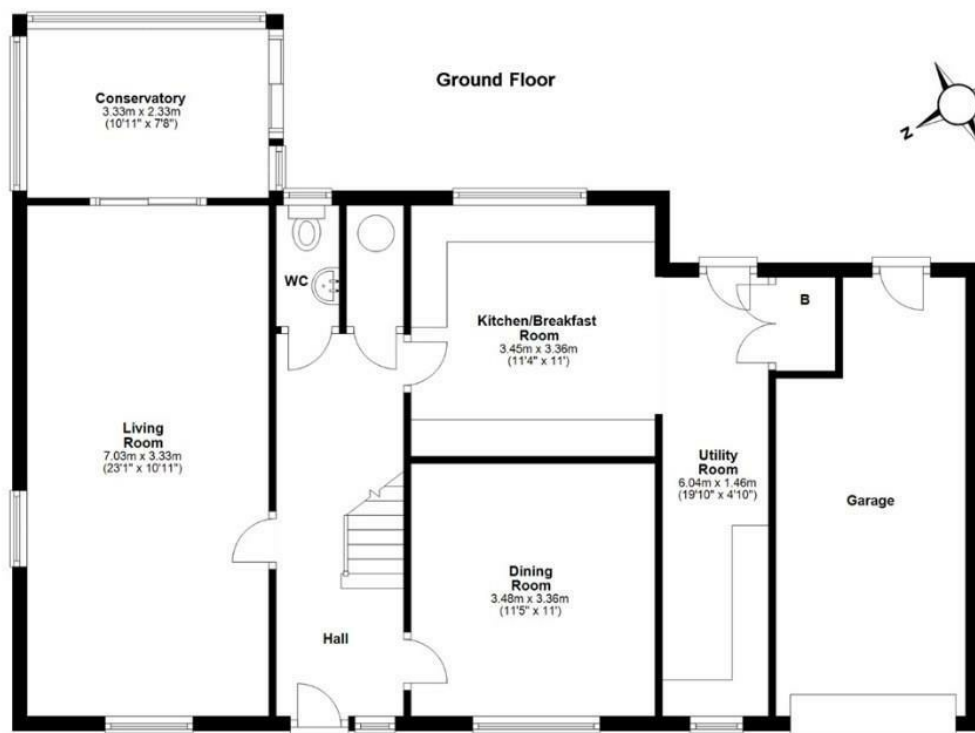 Ground Floor
N
Conservatory
3.33m x 2.33m
(10'11" x 7'8")
WC
B
Kitchen/Breakfast
Room
3.45m x 3.36m
(11'4" x 11')
Living
Room
7.03m x 3.33m
(23'1" x 10'11")
Utility
Room
6.04m x 1.46m
(19'10" x 4'10")
Garage
Dining
Room
3.48m x 3.36m
(11'5" x 11')
Hall